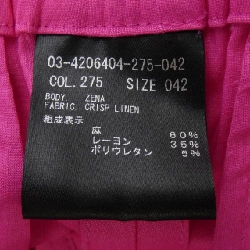 03-4206404-275-042
COL. 275 SIZE 042
BODY. ZENA
FABRIC. CRISP LINEN
組成表示
麻 60%
レーヨン 35%
ポリウレタン 5%